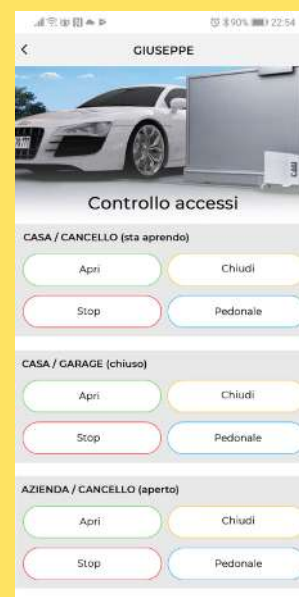 90% 22:54
GIUSEPPE
Controllo accessi
CASA / CANCELLO (sta aprendo)
Apri Chiudi
Stop Pedonale
CASA / GARAGE (chiuso)
Apri Chiudi
Stop Pedonale
AZIENDA / CANCELLO (aperto)
Apri Chiudi
Stop Pedonale